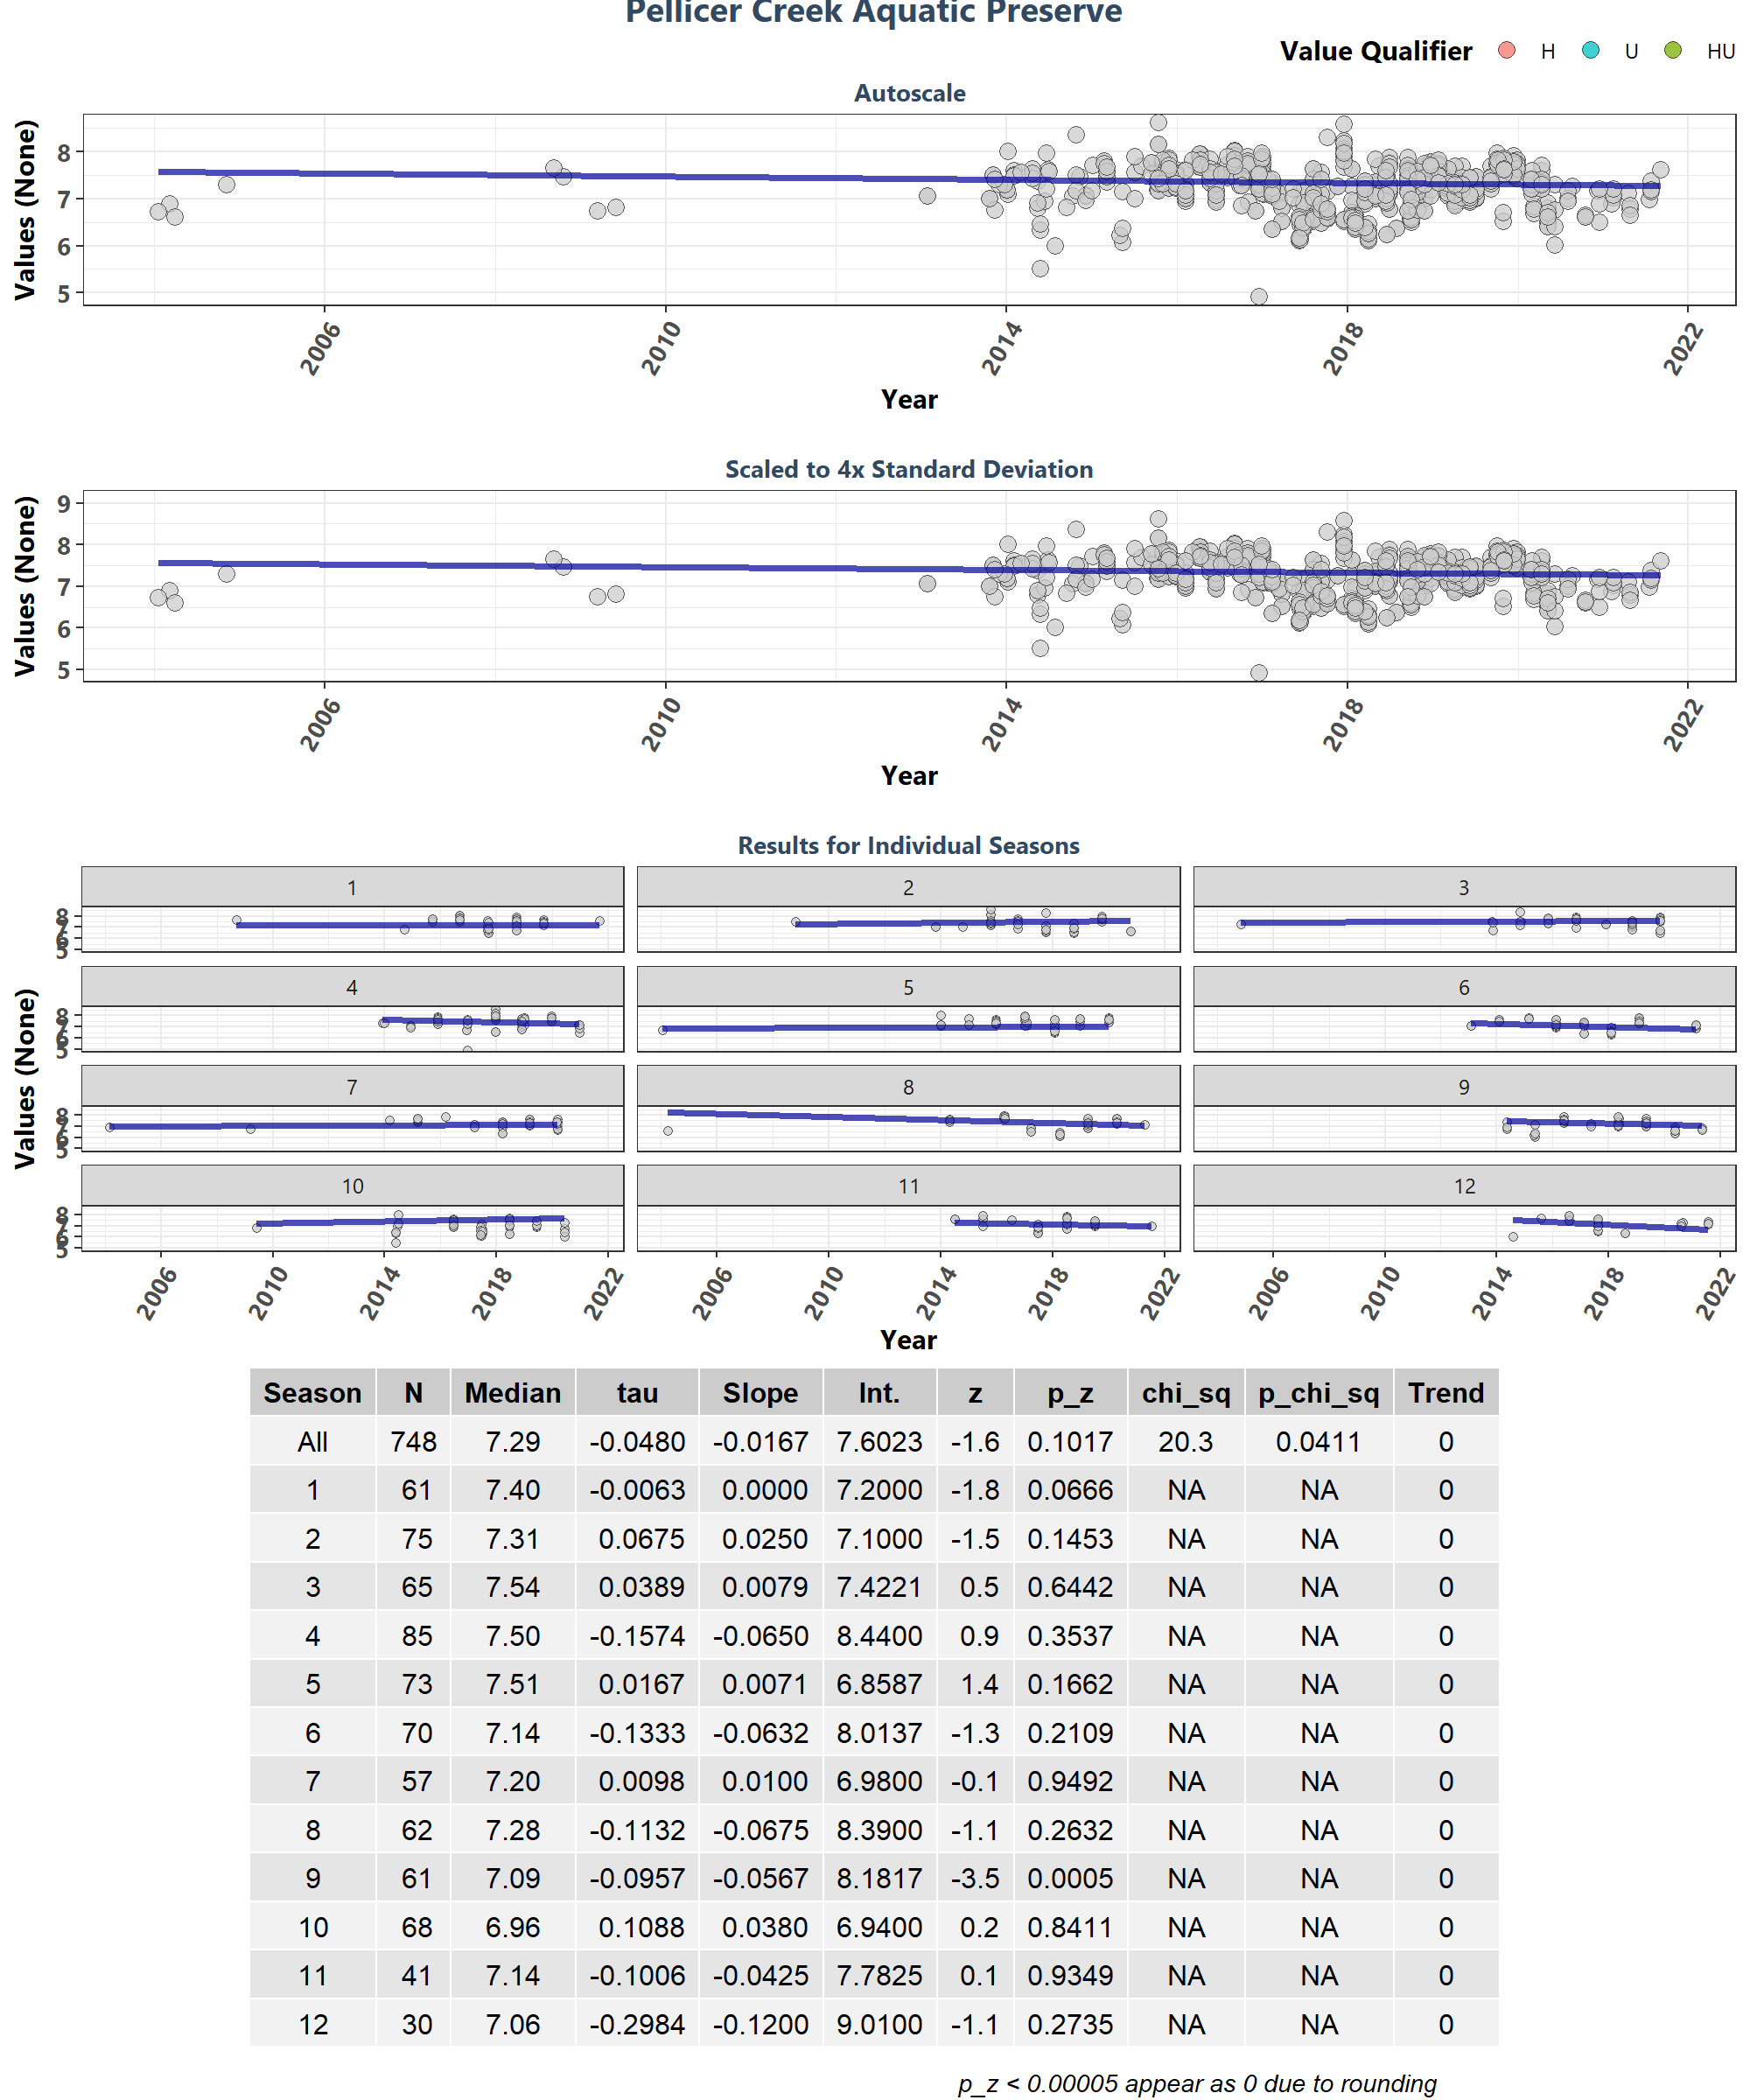 Pellicer Creek Aquatic Preserve
Value Qualifier H U HU
Autoscale
Values (None)
8
7
6
5
2006 2010 2014 2018 2022
Year
Scaled to 4x Standard Deviation
Values (None)
9
8
7
6
5
2006 2010 2014 2018 2022
Year
Results for Individual Seasons
Values (None)
1 2 3
8
7
6
5
4 5 6
8
7
6
5
7 8 9
8
7
6
5
10 11 12
8
7
6
5
2006 2010 2014 2018 2022 2006 2010 2014 2018 2022 2006 2010 2014 2018 2022
Year
Season N Median tau Slope Int. z p_z chi_sq p_chi_sq Trend
All 748 7.29 -0.0480 -0.0167 7.6023 -1.6 0.1017 20.3 0.0411 0
1 61 7.40 -0.0063 0.0000 7.2000 -1.8 0.0666 NA NA 0
2 75 7.31 0.0675 0.0250 7.1000 -1.5 0.1453 NA NA 0
3 65 7.54 0.0389 0.0079 7.4221 0.5 0.6442 NA NA 0
4 85 7.50 -0.1574 -0.0650 8.4400 0.9 0.3537 NA NA 0
5 73 7.51 0.0167 0.0071 6.8587 1.4 0.1662 NA NA 0
6 70 7.14 -0.1333 -0.0632 8.0137 -1.3 0.2109 NA NA 0
7 57 7.20 0.0098 0.0100 6.9800 -0.1 0.9492 NA NA 0
8 62 7.28 -0.1132 -0.0675 8.3900 -1.1 0.2632 NA NA 0
9 61 7.09 -0.0957 -0.0567 8.1817 -3.5 0.0005 NA NA 0
10 68 6.96 0.1088 0.0380 6.9400 0.2 0.8411 NA NA 0
11 41 7.14 -0.1006 -0.0425 7.7825 0.1 0.9349 NA NA 0
12 30 7.06 -0.2984 -0.1200 9.0100 -1.1 0.2735 NA NA 0
p_z < 0.00005 appear as 0 due to rounding